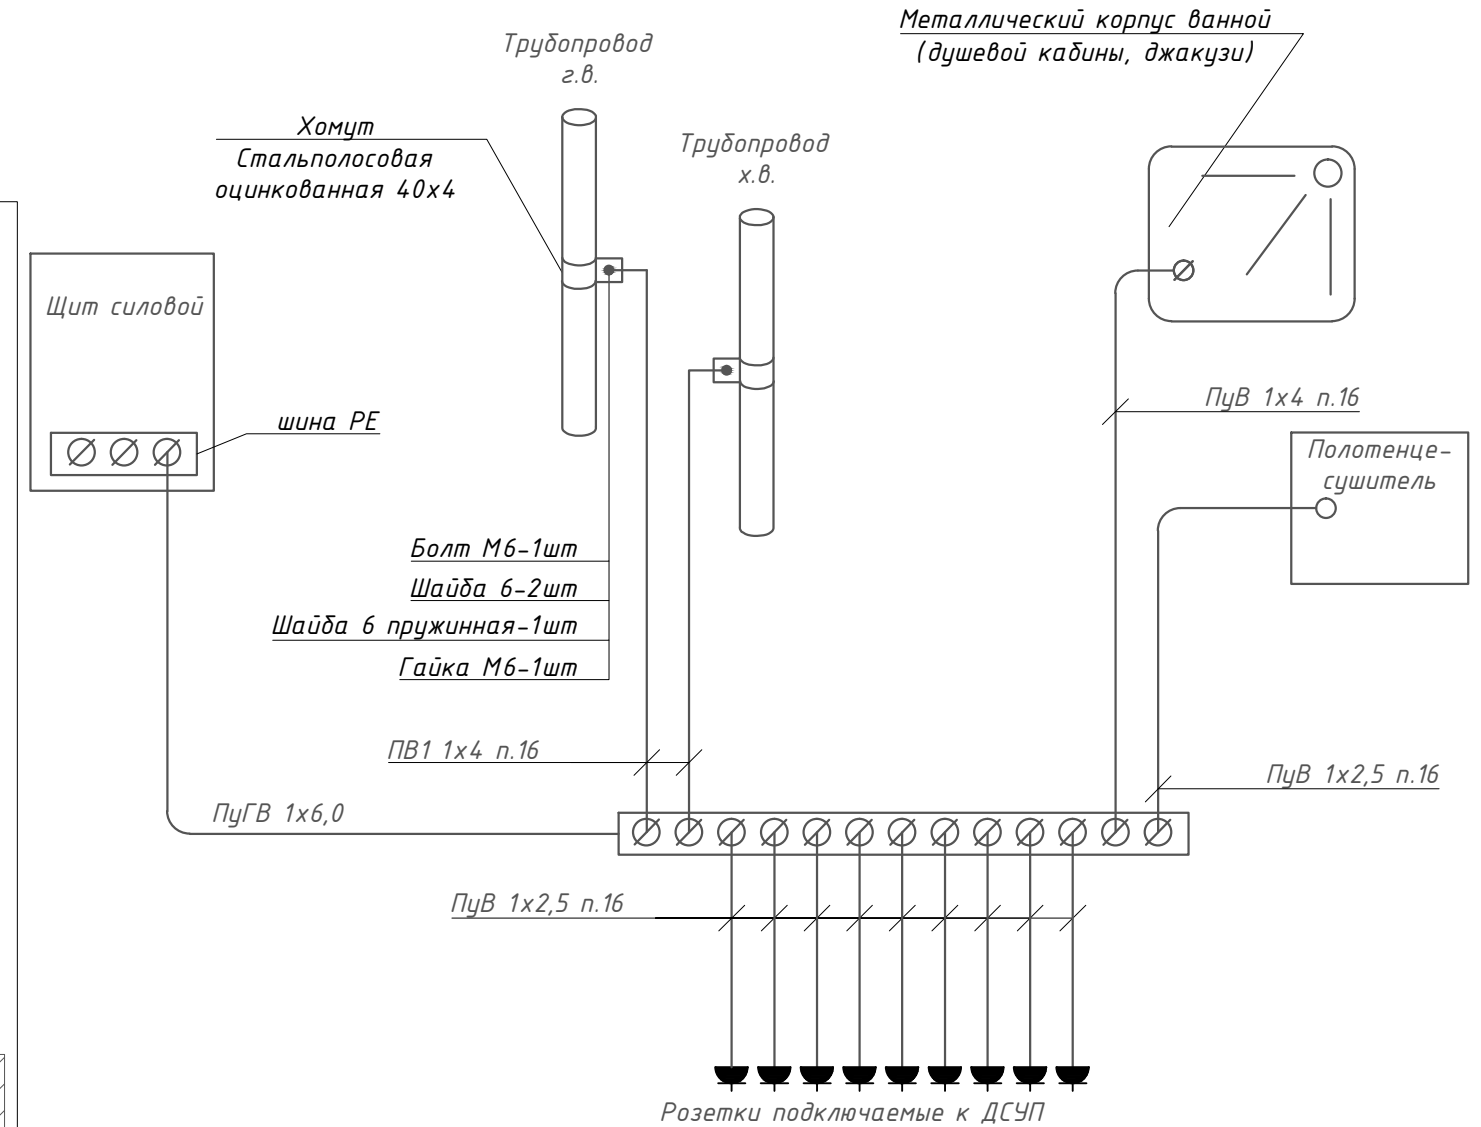 Металлический корпус ванной
(душевой кабины, джакузи)
Трубопровод
г.в.
Хомут
Стальполосовая
оцинкованная 40х4
Трубопровод
х.в.
Щит силовой
шина РЕ
ПуВ 1х4 п.16
Полотенце-
сушитель
Болт М6-1шт
Шайба 6-2шт
Шайба 6 пружинная-1шт
Гайка М6-1шт
ПВ1 1х4 п.16
ПуВ 1х2,5 п.16
ПуГВ 1х6,0
ПуВ 1х2,5 п.16
Розетки подключаемые к ДСУП